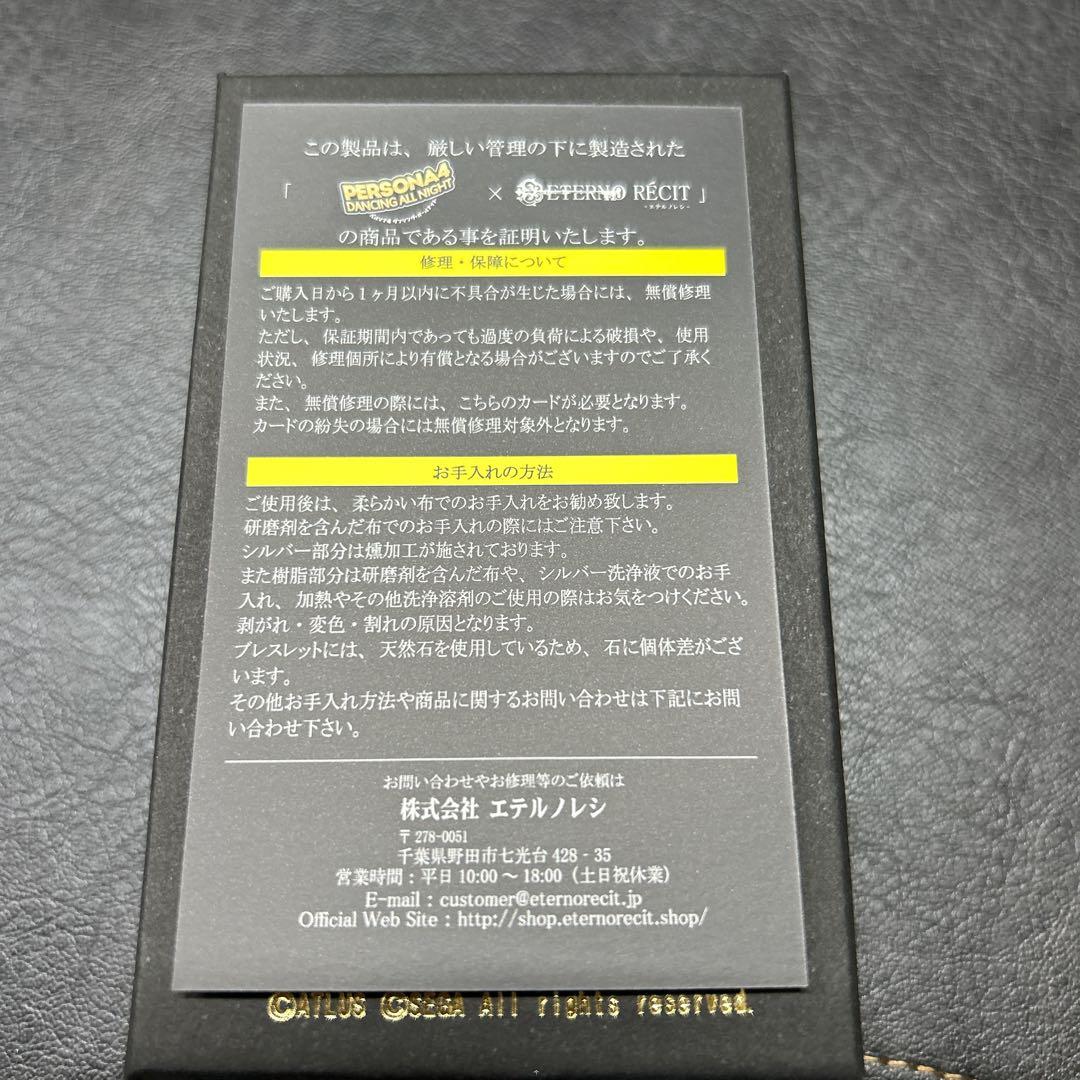 この製品は、厳しい管理の下に製造された
「PERSONA4 DANCING ALL NIGHT × ETERNO RÉCIT -エテルノレシ-」
の商品である事を証明いたします。
修理・保障について
ご購入日から1ヶ月以内に不具合が生じた場合には、無償修理
いたします。
ただし、保証期間内であっても過度の負荷による破損や、使用
状況、修理個所により有償となる場合がございますのでご了承く
ださい。
また、無償修理の際には、こちらのカードが必要となります。
カードの紛失の場合には無償修理対象外となります。
お手入れの方法
ご使用後は、柔らかい布でのお手入れをお勧め致します。
研磨剤を含んだ布でのお手入れの際にはご注意下さい。
シルバー部分は燻加工が施されております。
また樹脂部分は研磨剤を含んだ布や、シルバー洗浄液でのお手
入れ、加熱やその他洗浄溶剤のご使用の際はお気をつけください。
剥がれ・変色・割れの原因となります。
ブレスレットには、天然石を使用しているため、石に個体差がござ
います。
その他お手入れ方法や商品に関するお問い合わせは下記にお問
い合わせ下さい。
お問い合わせやお修理等のご依頼は
株式会社 エテルノレシ
〒278-0051
千葉県野田市七光台 428 - 35
営業時間：平日 10:00 ～ 18:00（土日祝休業）
E-mail : customer@eternorecit.jp
Official Web Site : http://shop.eternorecit.shop/
©ATLUS ©SEGA All rights reserved.